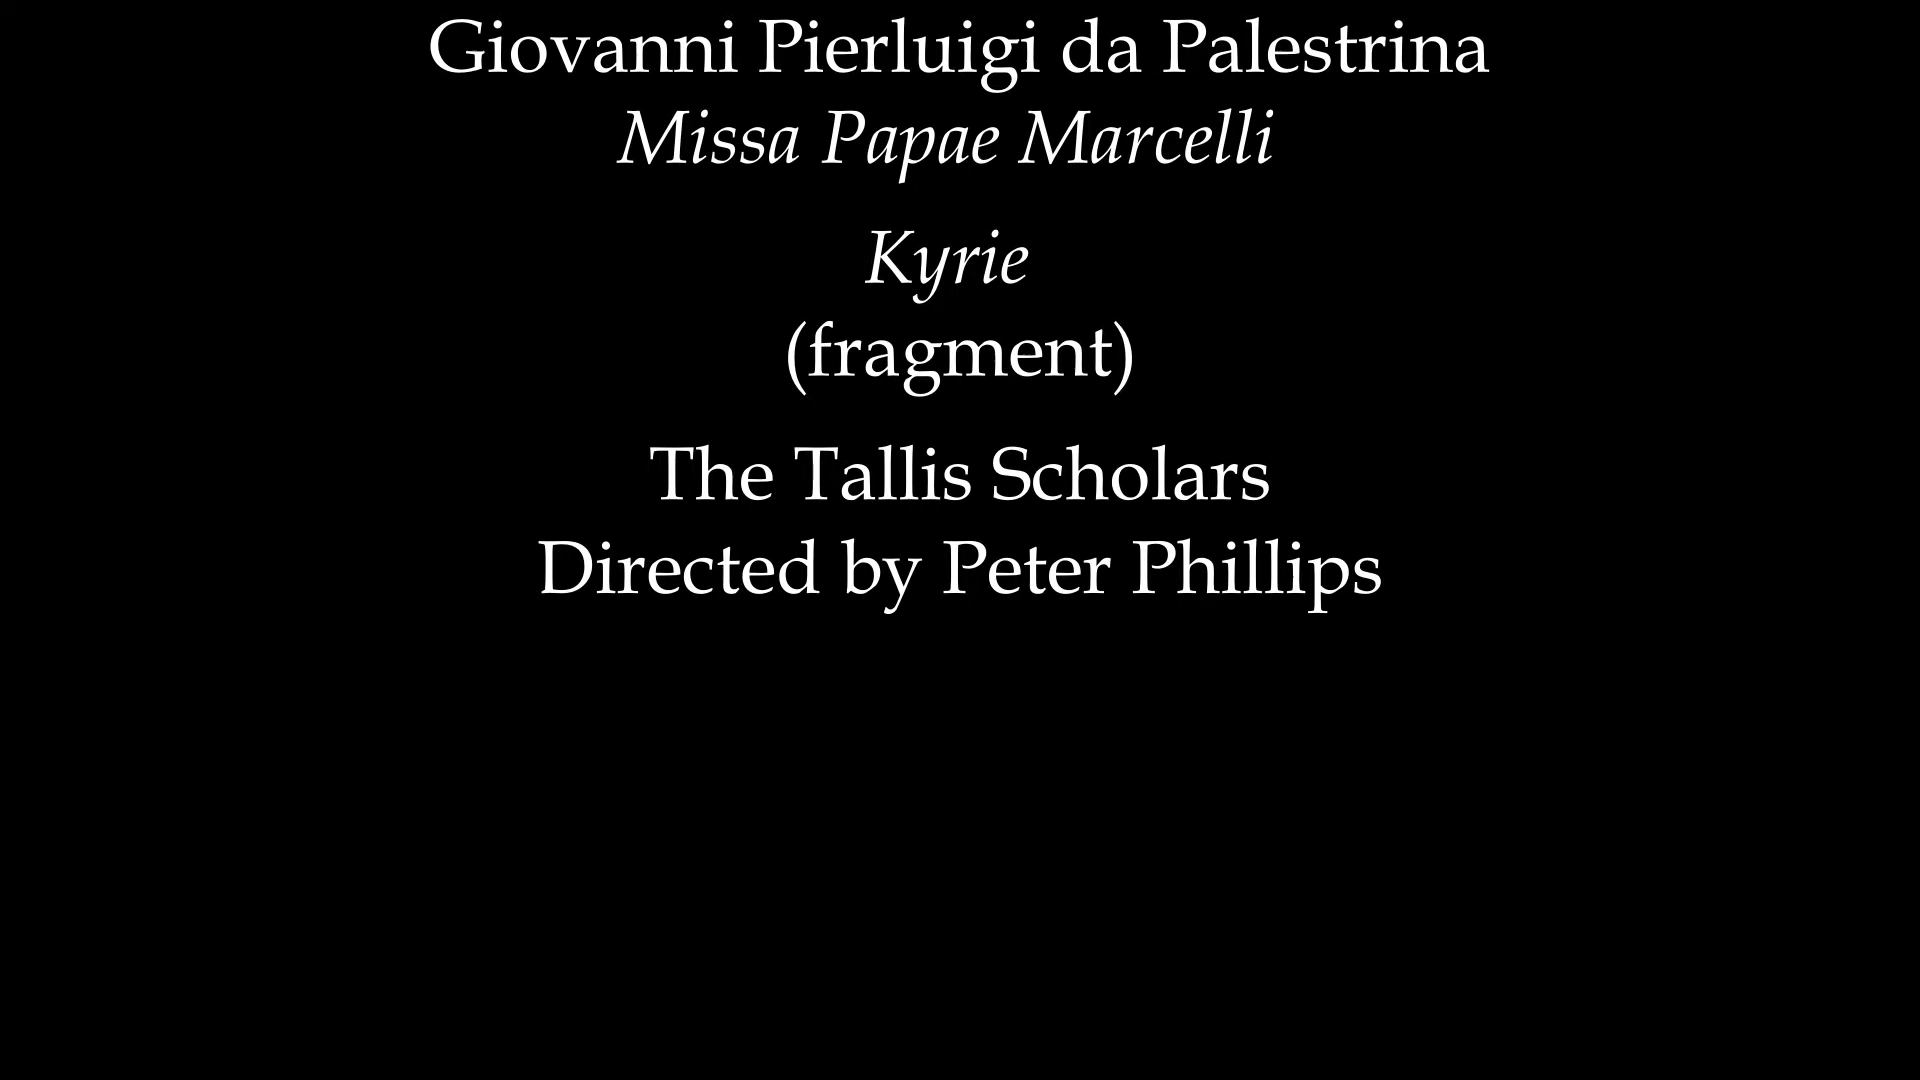 Giovanni Pierluigi da Palestrina
Missa Papae Marcelli
Kyrie
(fragment)
The Tallis Scholars
Directed by Peter Phillips